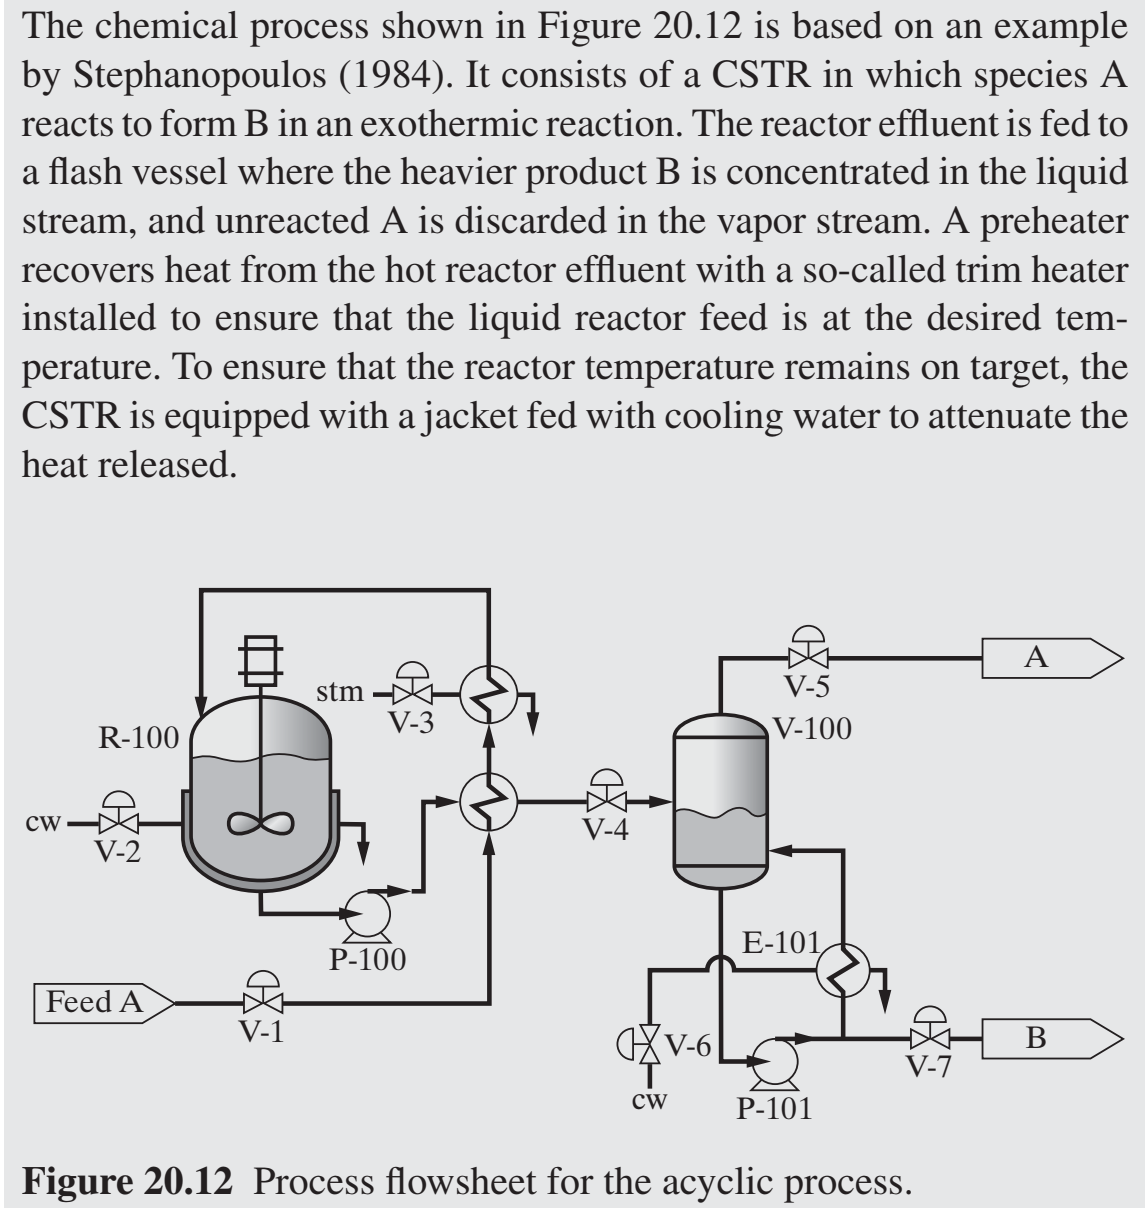 The chemical process shown in Figure 20.12 is based on an example
by Stephanopoulos (1984). It consists of a CSTR in which species A
reacts to form B in an exothermic reaction. The reactor effluent is fed to
a flash vessel where the heavier product B is concentrated in the liquid
stream, and unreacted A is discarded in the vapor stream. A preheater
recovers heat from the hot reactor effluent with a so-called trim heater
installed to ensure that the liquid reactor feed is at the desired tem-
perature. To ensure that the reactor temperature remains on target, the
CSTR is equipped with a jacket fed with cooling water to attenuate the
heat released.
A
stm
V-5
V-3
V-100
R-100
cw
V-4
V-2
E-101
P-100
Feed A
V-1
B
V-6
V-7
cw
P-101
Figure 20.12 Process flowsheet for the acyclic process.